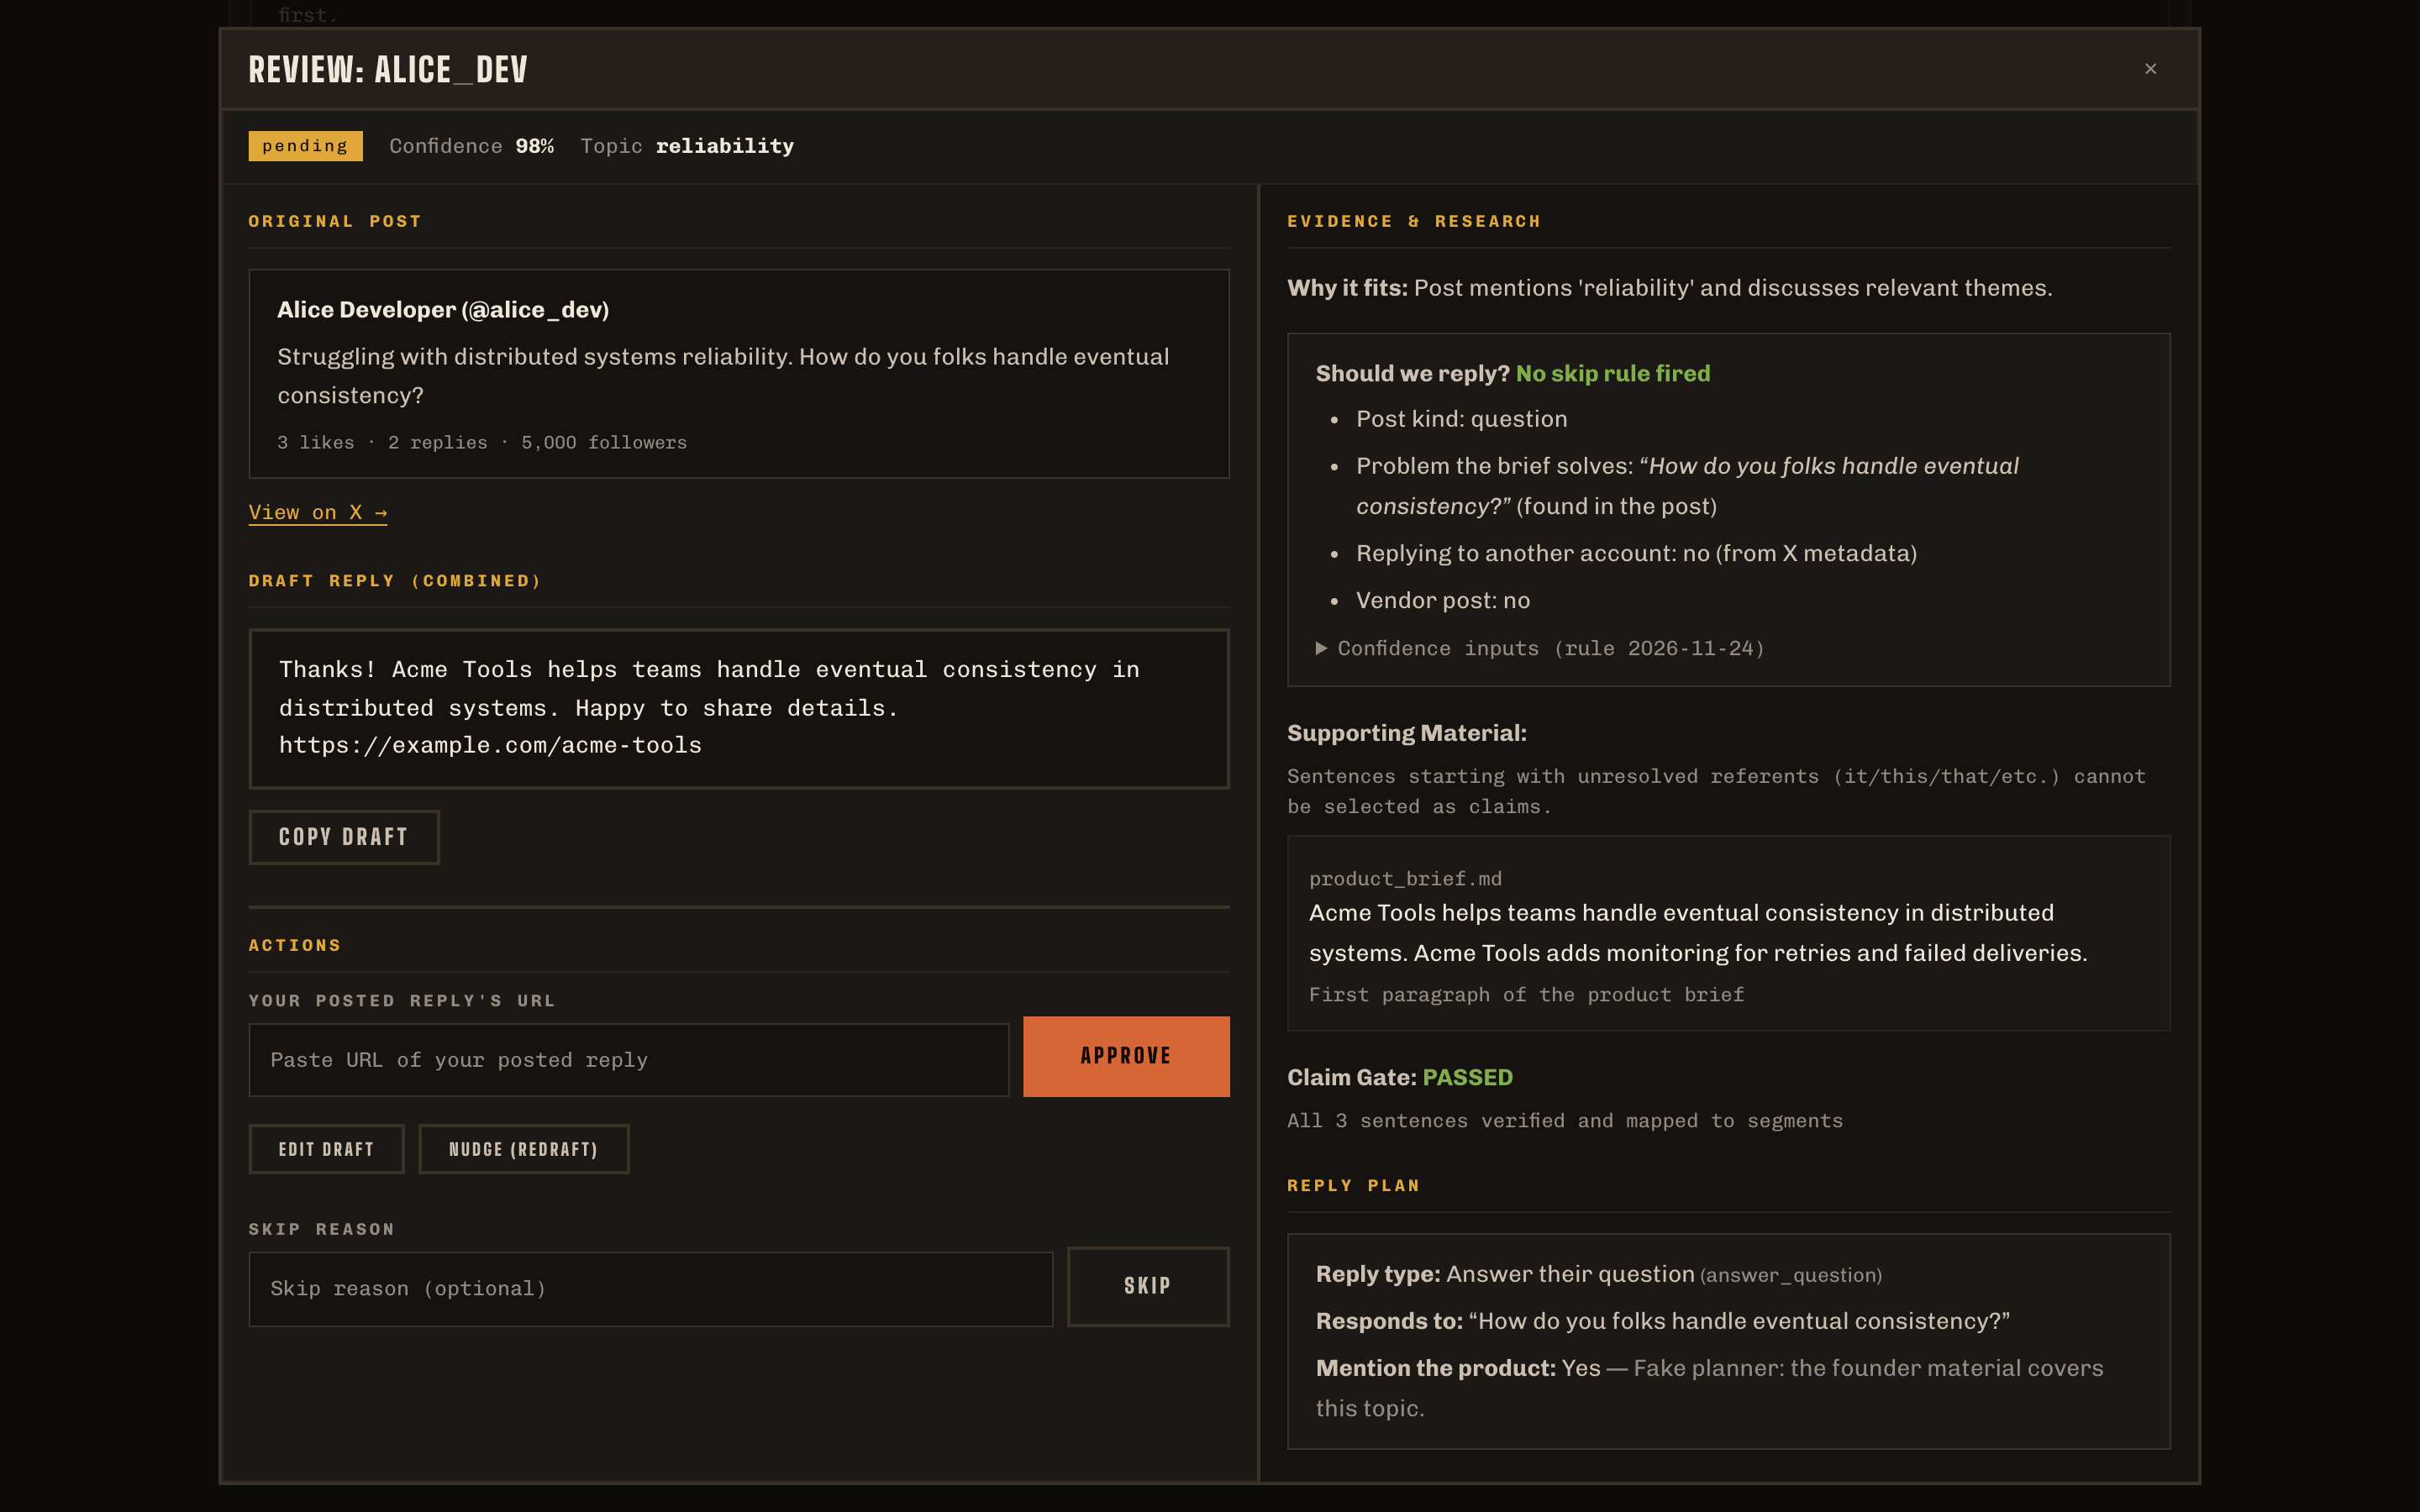 first.
REVIEW: ALICE_DEV
×
pending Confidence 98% Topic reliability
ORIGINAL POST
Alice Developer (@alice_dev)
Struggling with distributed systems reliability. How do you folks handle eventual
consistency?
3 likes · 2 replies · 5,000 followers
View on X →
DRAFT REPLY (COMBINED)
Thanks! Acme Tools helps teams handle eventual consistency in
distributed systems. Happy to share details.
https://example.com/acme-tools
COPY DRAFT
ACTIONS
YOUR POSTED REPLY'S URL
Paste URL of your posted reply
APPROVE
EDIT DRAFT
NUDGE (REDRAFT)
SKIP REASON
Skip reason (optional)
SKIP
EVIDENCE & RESEARCH
Why it fits: Post mentions 'reliability' and discusses relevant themes.
Should we reply? No skip rule fired
• Post kind: question
• Problem the brief solves: “How do you folks handle eventual
consistency?” (found in the post)
• Replying to another account: no (from X metadata)
• Vendor post: no
▶ Confidence inputs (rule 2026-11-24)
Supporting Material:
Sentences starting with unresolved referents (it/this/that/etc.) cannot
be selected as claims.
product_brief.md
Acme Tools helps teams handle eventual consistency in distributed
systems. Acme Tools adds monitoring for retries and failed deliveries.
First paragraph of the product brief
Claim Gate: PASSED
All 3 sentences verified and mapped to segments
REPLY PLAN
Reply type: Answer their question (answer_question)
Responds to: “How do you folks handle eventual consistency?”
Mention the product: Yes — Fake planner: the founder material covers
this topic.